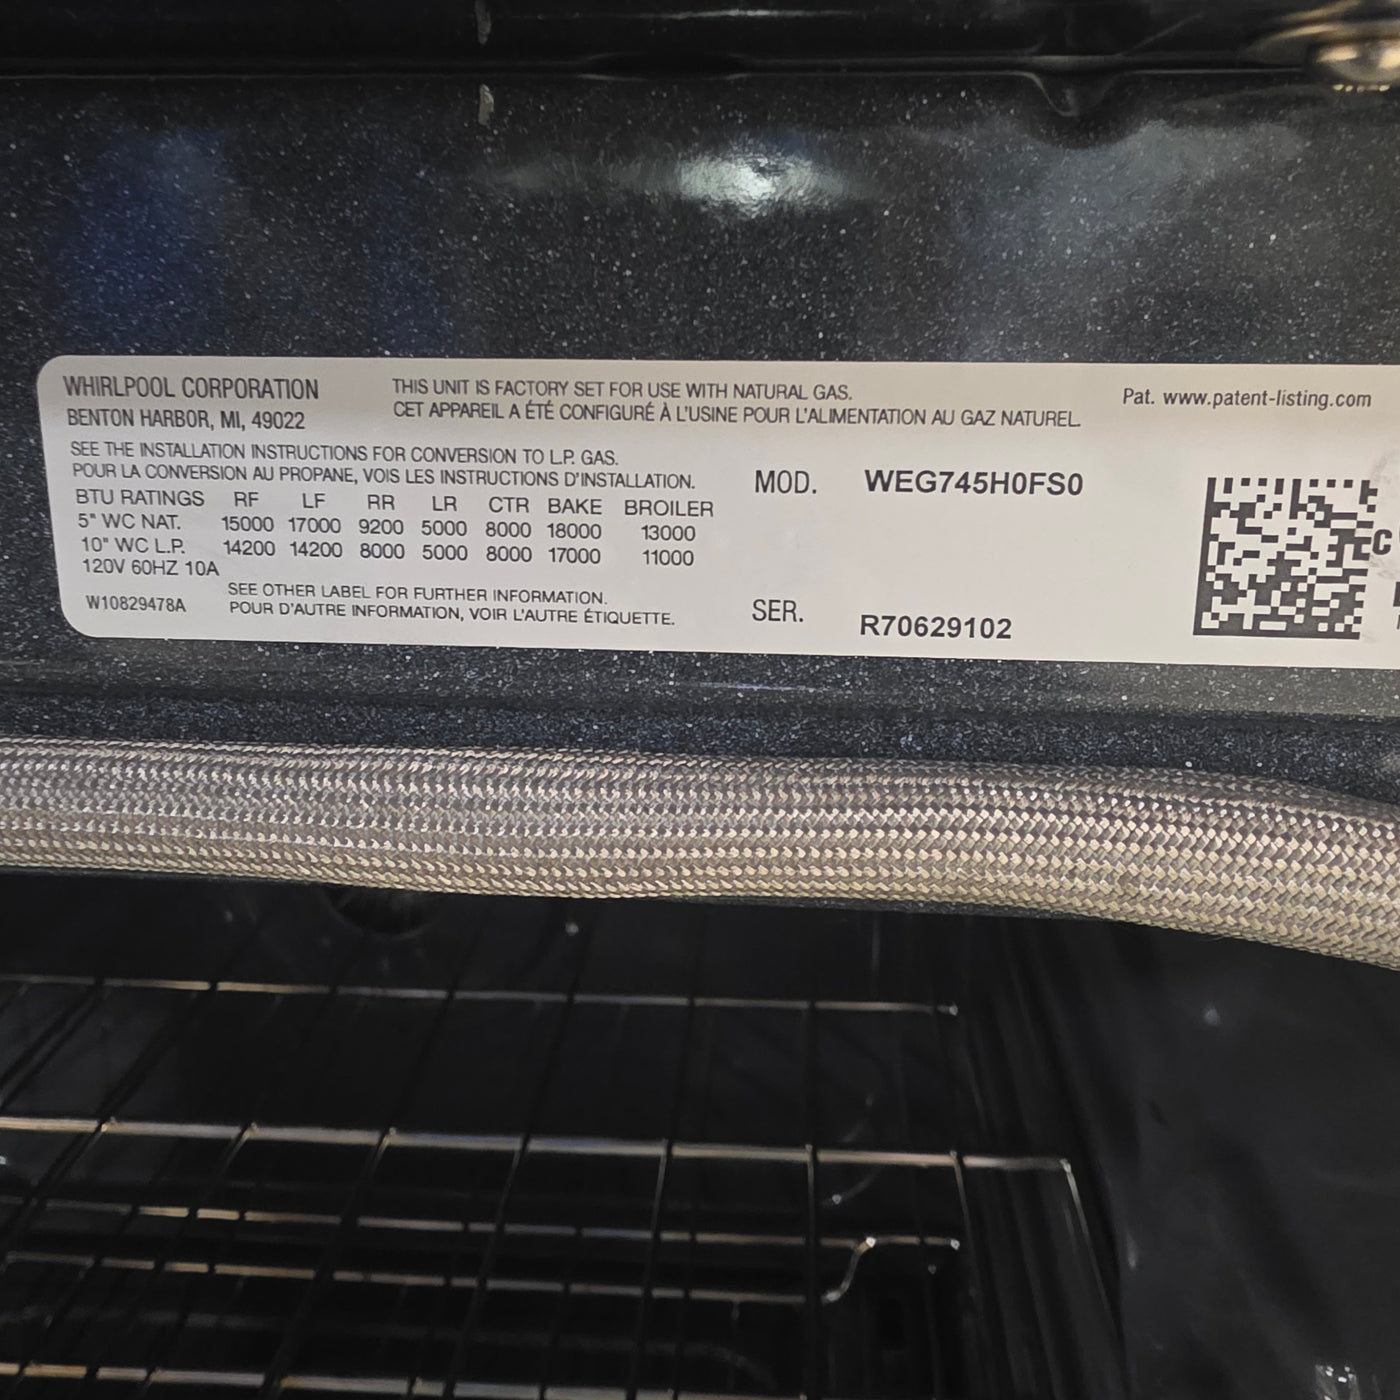 WHIRLPOOL CORPORATION
BENTON HARBOR, MI, 49022
THIS UNIT IS FACTORY SET FOR USE WITH NATURAL GAS.
CET APPAREIL A ÉTÉ CONFIGURÉ À L'USINE POUR L'ALIMENTATION AU GAZ NATUREL.
Pat. www.patent-listing.com
SEE THE INSTALLATION INSTRUCTIONS FOR CONVERSION TO L.P. GAS.
POUR LA CONVERSION AU PROPANE, VOIS LES INSTRUCTIONS D'INSTALLATION.
BTU RATINGS RF LF RR LR CTR BAKE BROILER
5" WC NAT. 15000 17000 9200 5000 8000 18000 13000
10" WC L.P. 14200 14200 8000 5000 8000 17000 11000
120V 60HZ 10A
SEE OTHER LABEL FOR FURTHER INFORMATION.
POUR D'AUTRE INFORMATION, VOIR L'AUTRE ÉTIQUETTE.
W10829478A
MOD. WEG745H0FS0
SER. R70629102
C